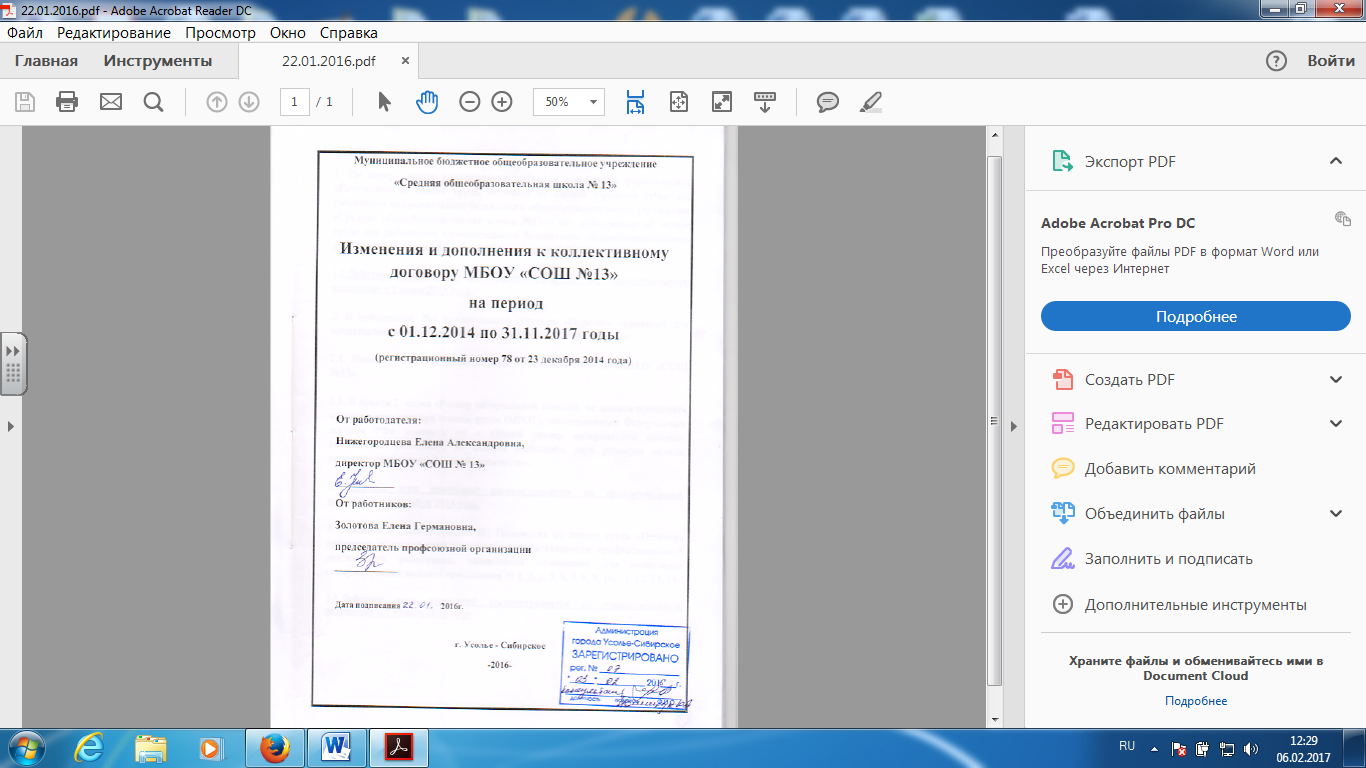 22.01.2016.pdf - Adobe Acrobat Reader DC
Файл Редактирование Просмотр Окно Справка
Главная Инструменты 22.01.2016.pdf × Войти
1 / 1 50%
Муниципальное бюджетное общеобразовательное учреждение
«Средняя общеобразовательная школа № 13»
Изменения и дополнения к коллективному
договору МБОУ «СОШ №13»
на период
с 01.12.2014 по 31.11.2017 годы
(регистрационный номер 78 от 23 декабря 2014 года)
От работодателя:
Нижегородцева Елена Александровна,
директор МБОУ «СОШ № 13»
От работников:
Золотова Елена Германовна,
председатель профсоюзной организации
Дата подписания 22.01. 2016г.
г. Усолье - Сибирское
-2016-
Администрация
города Усолье-Сибирское
ЗАРЕГИСТРИРОВАНО
рег. №
"03" 02 2016 г.
должность
Экспорт PDF
Adobe Acrobat Pro DC
Преобразуйте файлы PDF в формат Word или
Excel через Интернет
Подробнее
Создать PDF
Редактировать PDF
Добавить комментарий
Объединить файлы
Заполнить и подписать
Дополнительные инструменты
Храните файлы и обменивайтесь ими в
Document Cloud
Подробнее
RU 12:29
06.02.2017